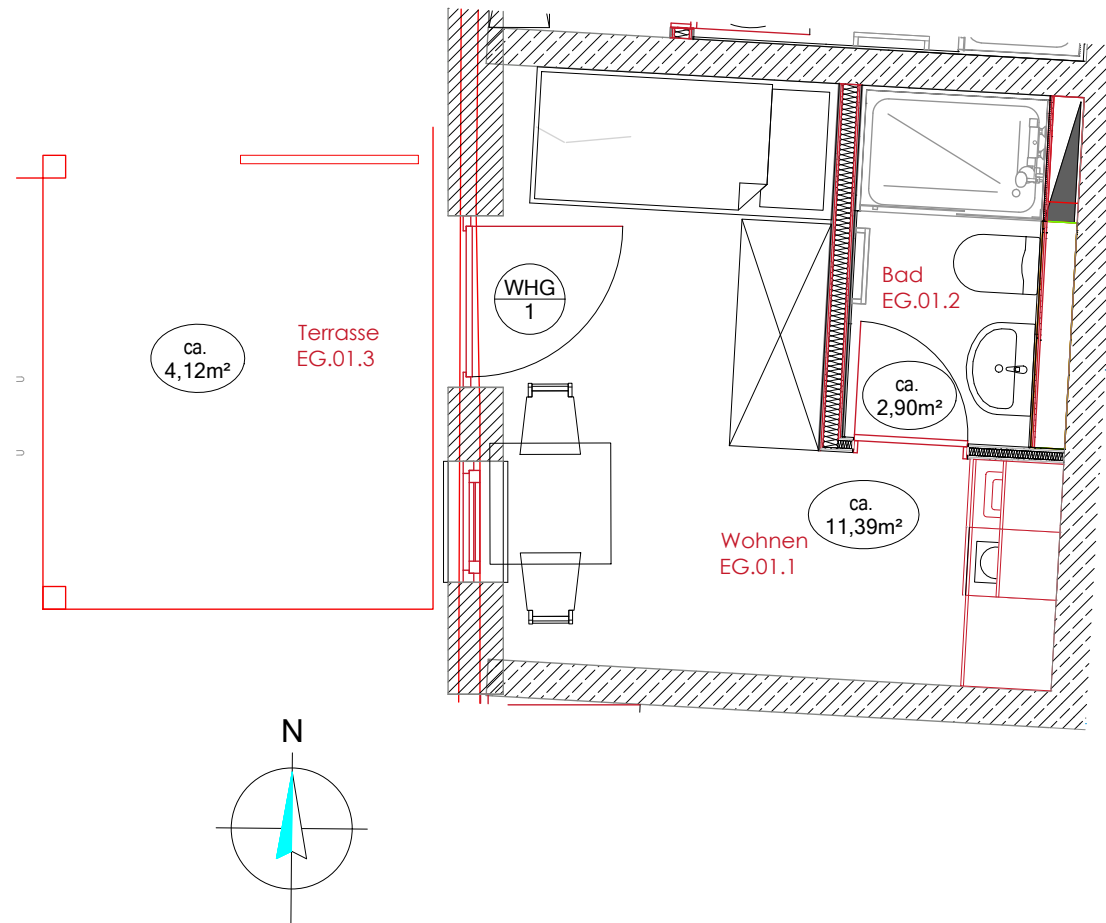 WHG
1
Bad
EG.01.2
Terrasse
EG.01.3
ca.
4,12m²
ca.
2,90m²
ca.
11,39m²
Wohnen
EG.01.1
N